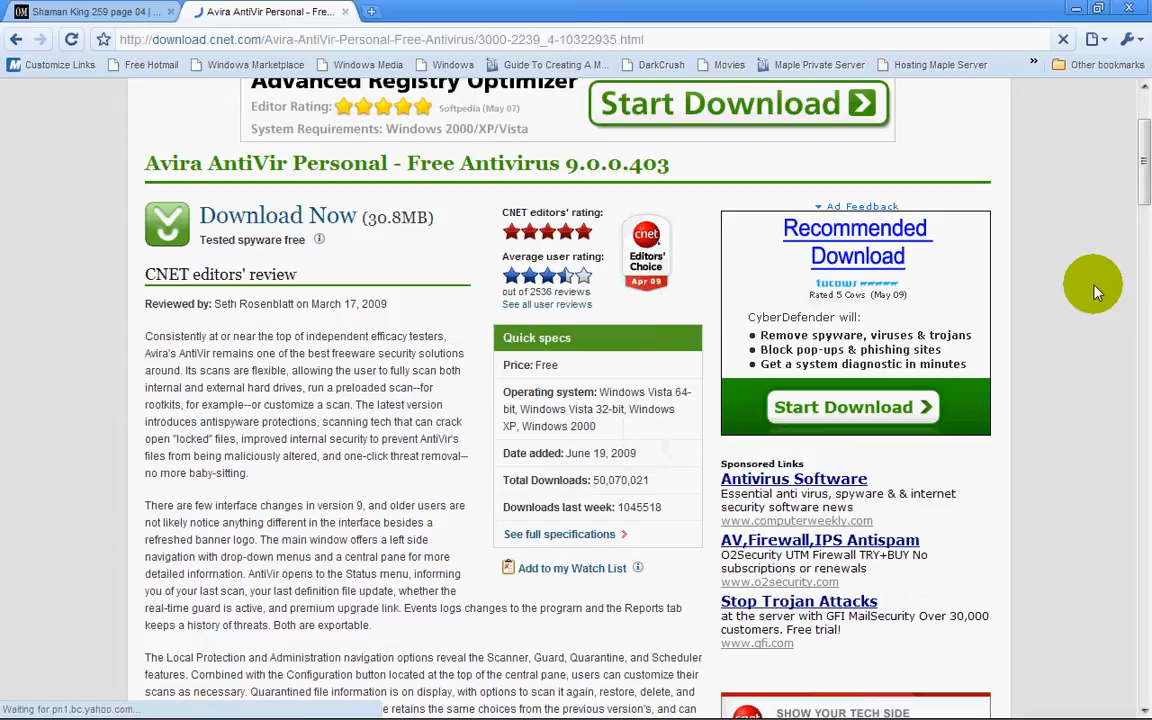 Shaman King 259 page 04 | ...
Avira AntiVir Personal - Fre...
http://download.cnet.com/Avira-AntiVir-Personal-Free-Antivirus/3000-2239_4-10322935.html
Customize Links Free Hotmail Windows Marketplace Windows Media Windows Guide To Creating A M... DarkCrush Movies Maple Private Server Hosting Maple Server » Other bookmarks
Advanced Registry Optimizer
Editor Rating: Softpedia (May 07)
System Requirements: Windows 2000/XP/Vista
Start Download
Avira AntiVir Personal - Free Antivirus 9.0.0.403
Download Now (30.8MB)
Tested spyware free
CNET editors' review
Reviewed by: Seth Rosenblatt on March 17, 2009
Consistently at or near the top of independent efficacy testers,
Avira's AntiVir remains one of the best freeware security solutions
around. Its scans are flexible, allowing the user to fully scan both
internal and external hard drives, run a preloaded scan--for
rootkits, for example--or customize a scan. The latest version
introduces antispyware protections, scanning tech that can crack
open "locked" files, improved internal security to prevent AntiVir's
files from being maliciously altered, and one-click threat removal--
no more baby-sitting.
There are few interface changes in version 9, and older users are
not likely notice anything different in the interface besides a
refreshed banner logo. The main window offers a left side
navigation with drop-down menus and a central pane for more
detailed information. AntiVir opens to the Status menu, informing
you of your last scan, your last definition file update, whether the
real-time guard is active, and premium upgrade link. Events logs changes to the program and the Reports tab
keeps a history of threats. Both are exportable.
The Local Protection and Administration navigation options reveal the Scanner, Guard, Quarantine, and Scheduler
features. Combined with the Configuration button located at the top of the central pane, users can customize their
scans as necessary. Quarantined file information is on display, with options to scan it again, restore, delete, and
e retains the same choices from the previous version's, and can
CNET editors' rating:
Average user rating:
out of 2536 reviews
See all user reviews
cnet
Editors'
Choice
Apr 09
Quick specs
Price: Free
Operating system: Windows Vista 64-
bit, Windows Vista 32-bit, Windows
XP, Windows 2000
Date added: June 19, 2009
Total Downloads: 50,070,021
Downloads last week: 1045518
See full specifications
Add to my Watch List
Ad Feedback
Recommended
Download
tucows
Rated 5 Cows (May 09)
CyberDefender will:
• Remove spyware, viruses & trojans
• Block pop-ups & phishing sites
• Get a system diagnostic in minutes
Start Download
Sponsored Links
Antivirus Software
Essential anti virus, spyware & & internet
security software news
www.computerweekly.com
AV,Firewall,IPS Antispam
O2Security UTM Firewall TRY+BUY No
subscriptions or renewals
www.o2security.com
Stop Trojan Attacks
at the server with GFI MailSecurity Over 30,000
customers. Free trial!
www.gfi.com
cnet
SHOW YOUR TECH SIDE
Waiting for pn1.bc.yahoo.com...